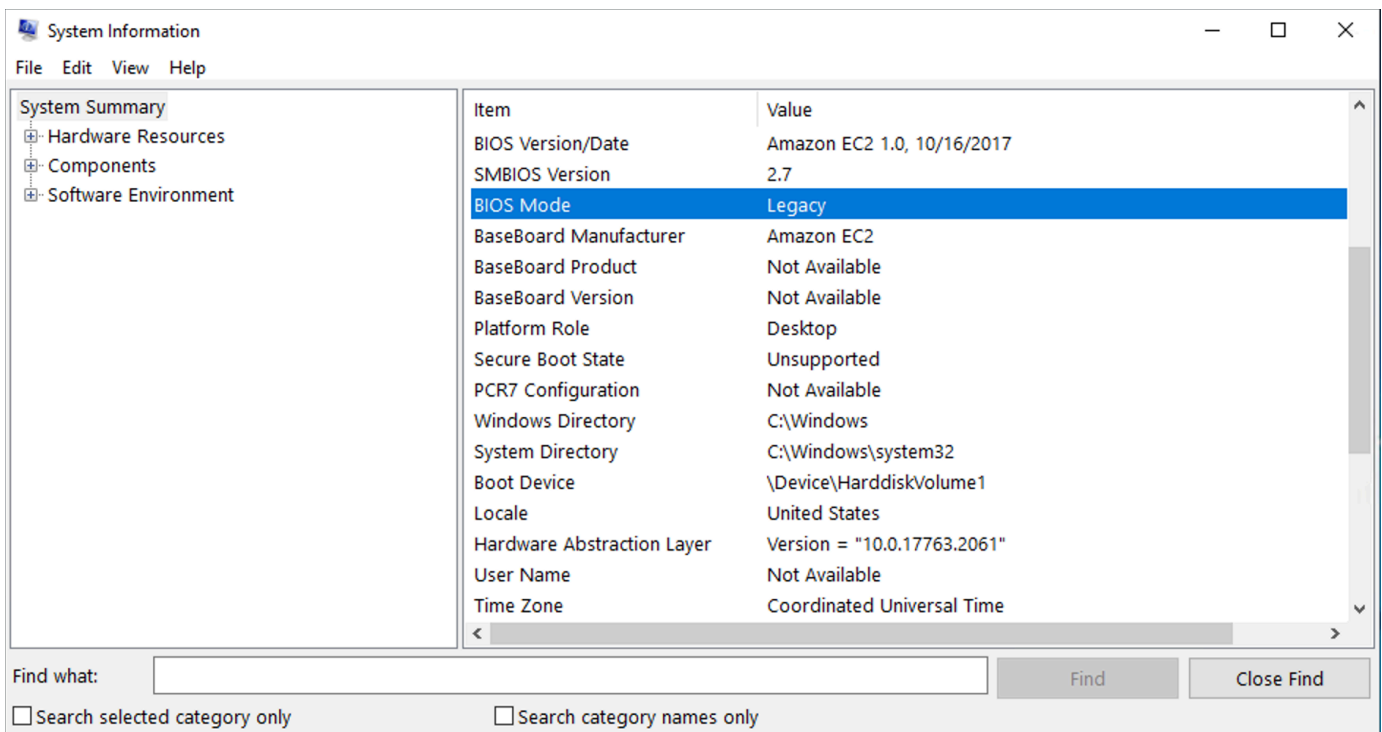 System Information
File Edit View Help
System Summary
Hardware Resources
Components
Software Environment
Item Value
BIOS Version/Date Amazon EC2 1.0, 10/16/2017
SMBIOS Version 2.7
BIOS Mode Legacy
BaseBoard Manufacturer Amazon EC2
BaseBoard Product Not Available
BaseBoard Version Not Available
Platform Role Desktop
Secure Boot State Unsupported
PCR7 Configuration Not Available
Windows Directory C:\Windows
System Directory C:\Windows\system32
Boot Device \Device\HarddiskVolume1
Locale United States
Hardware Abstraction Layer Version = "10.0.17763.2061"
User Name Not Available
Time Zone Coordinated Universal Time
Find what: Find Close Find
Search selected category only Search category names only